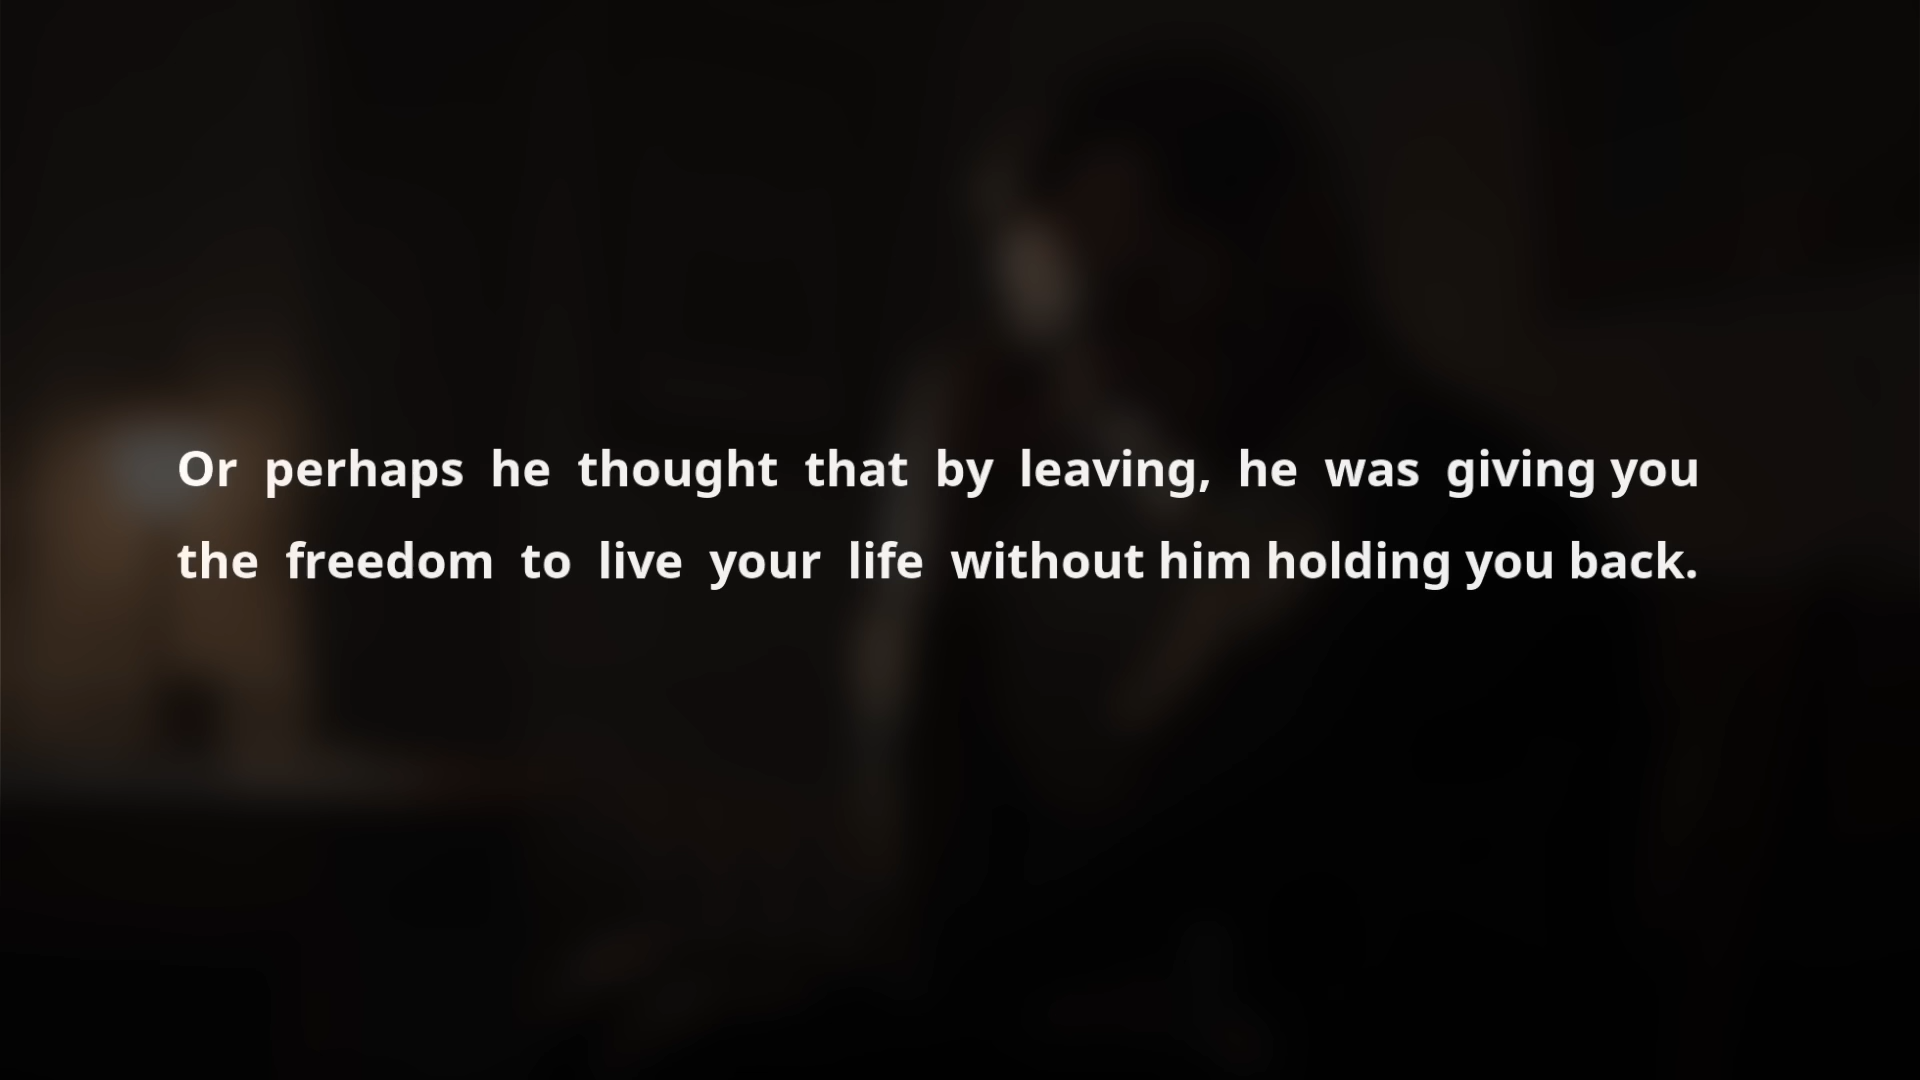 Or perhaps he thought that by leaving, he was giving you
the freedom to live your life without him holding you back.